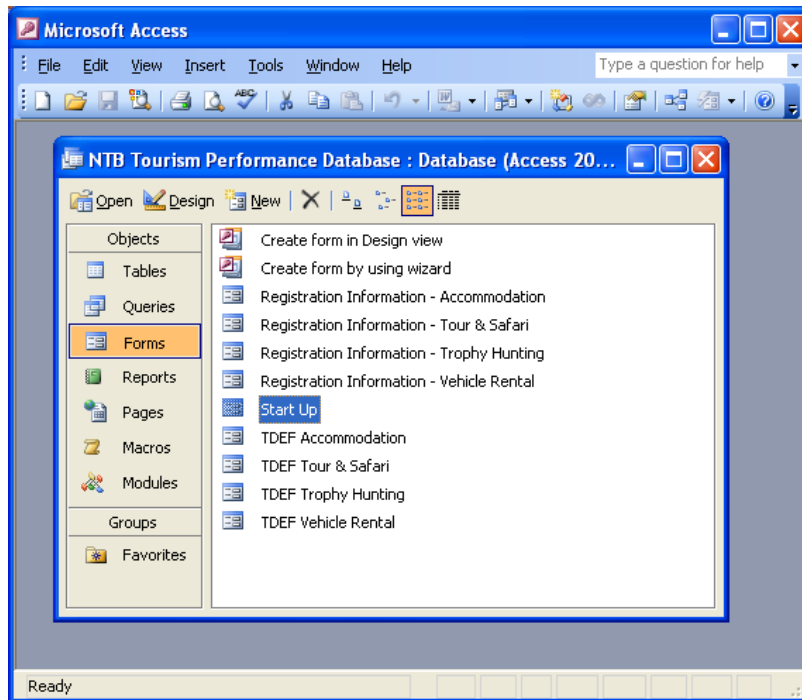 Microsoft Access
File Edit View Insert Tools Window Help Type a question for help
ABC
W
NTB Tourism Performance Database : Database (Access 20...
Open Design New
Objects
Tables
Queries
Forms
Reports
Pages
Macros
Modules
Groups
Favorites
Create form in Design view
Create form by using wizard
Registration Information - Accommodation
Registration Information - Tour & Safari
Registration Information - Trophy Hunting
Registration Information - Vehicle Rental
Start Up
TDEF Accommodation
TDEF Tour & Safari
TDEF Trophy Hunting
TDEF Vehicle Rental
Ready